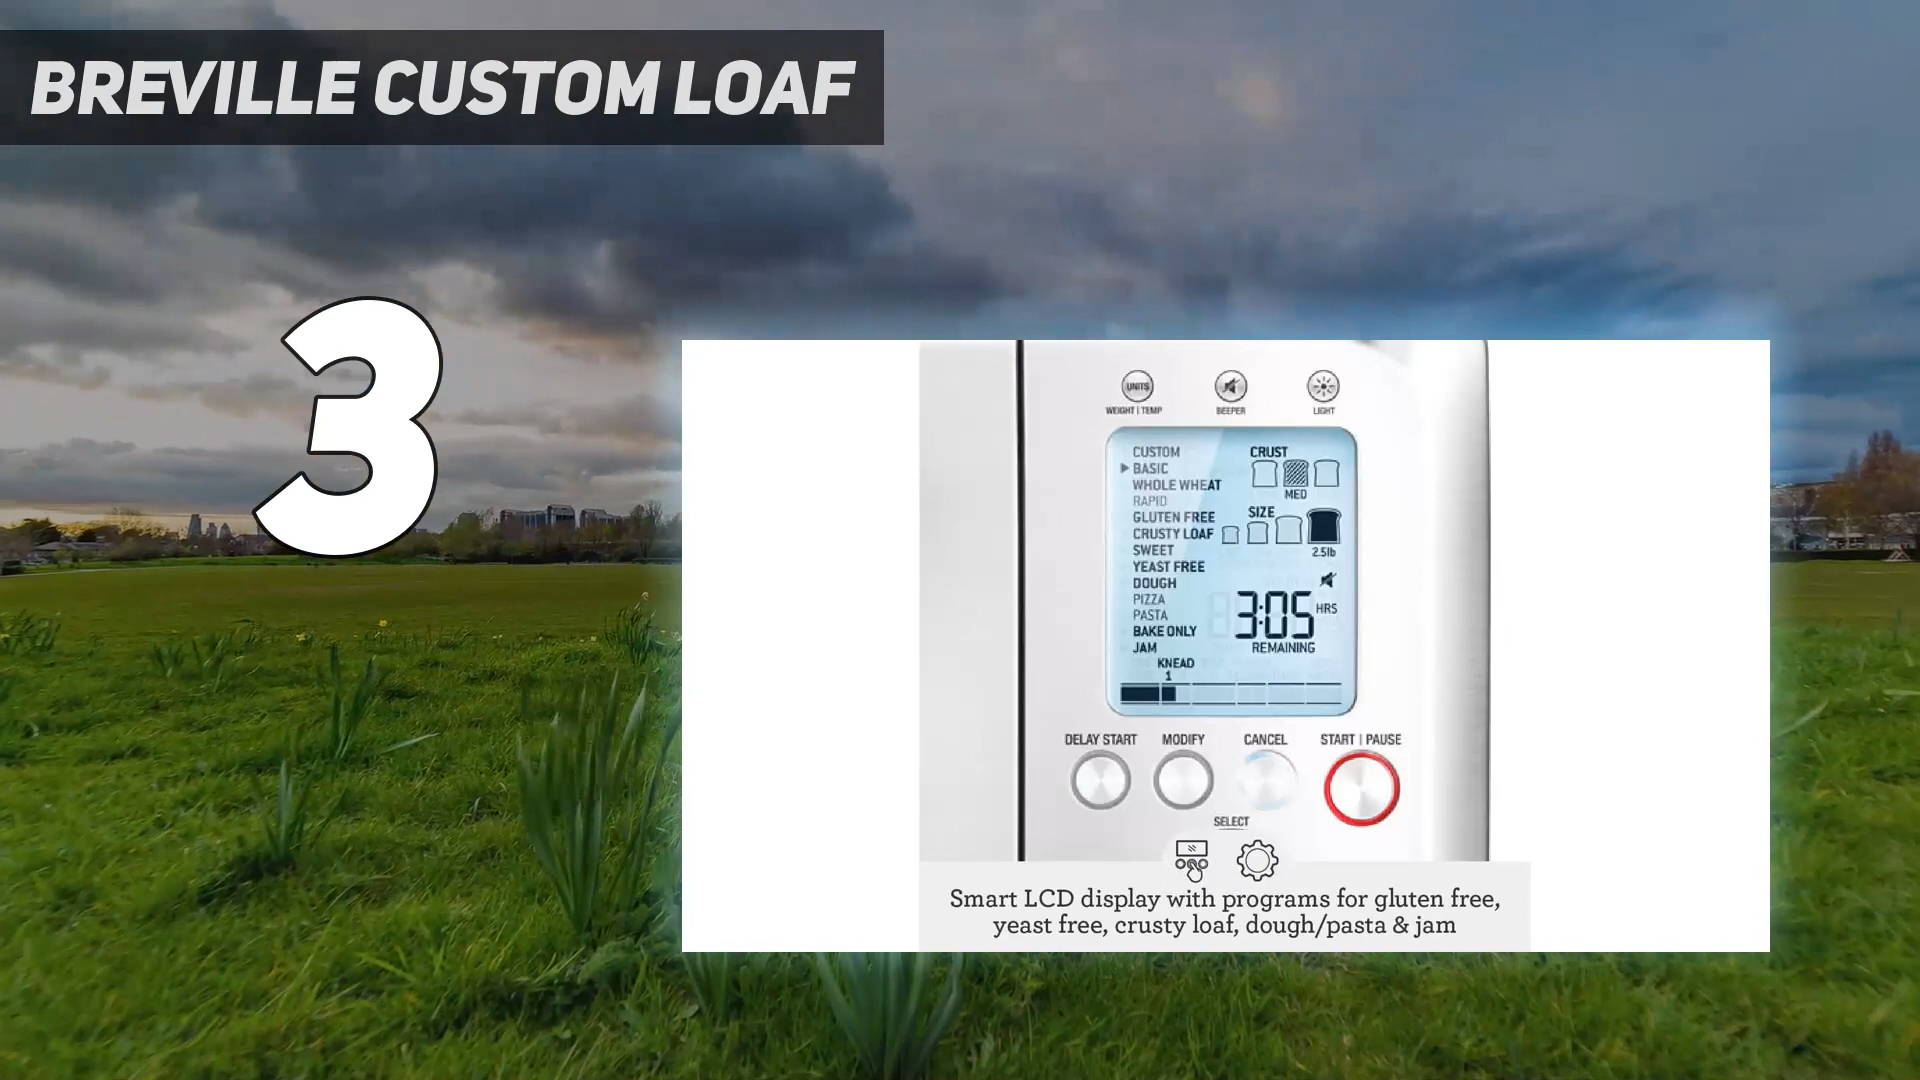 BREVILLE CUSTOM LOAF
3
UNITS
WEIGHT | TEMP
BEEPER
LIGHT
CUSTOM
BASIC
WHOLE WHEAT
RAPID
GLUTEN FREE
CRUSTY LOAF
SWEET
YEAST FREE
DOUGH
PIZZA
PASTA
BAKE ONLY
JAM
CRUST
MED
SIZE
2.5lb
3:05 HRS
REMAINING
KNEAD
1
DELAY START
MODIFY
CANCEL
START | PAUSE
SELECT
Smart LCD display with programs for gluten free,
yeast free, crusty loaf, dough/pasta & jam